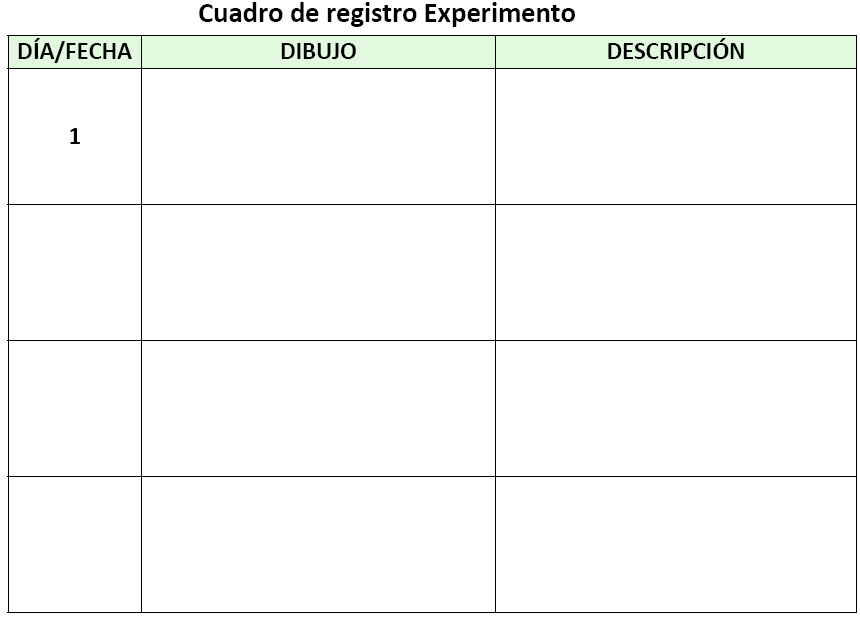 Cuadro de registro Experimento
DÍA/FECHA DIBUJO DESCRIPCIÓN
1